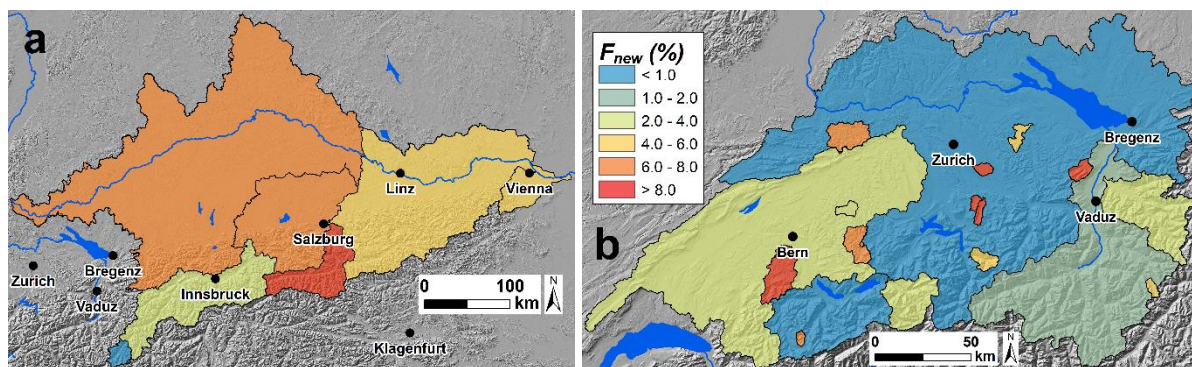 a
Linz
Vienna
Salzburg
Zurich
Bregenz
Innsbruck
Vaduz
0 100
km
N
Klagenfurt
F_new (%)
< 1.0
1.0 - 2.0
2.0 - 4.0
4.0 - 6.0
6.0 - 8.0
> 8.0
Bregenz
Zurich
Vaduz
Bern
b
0 50
km
N